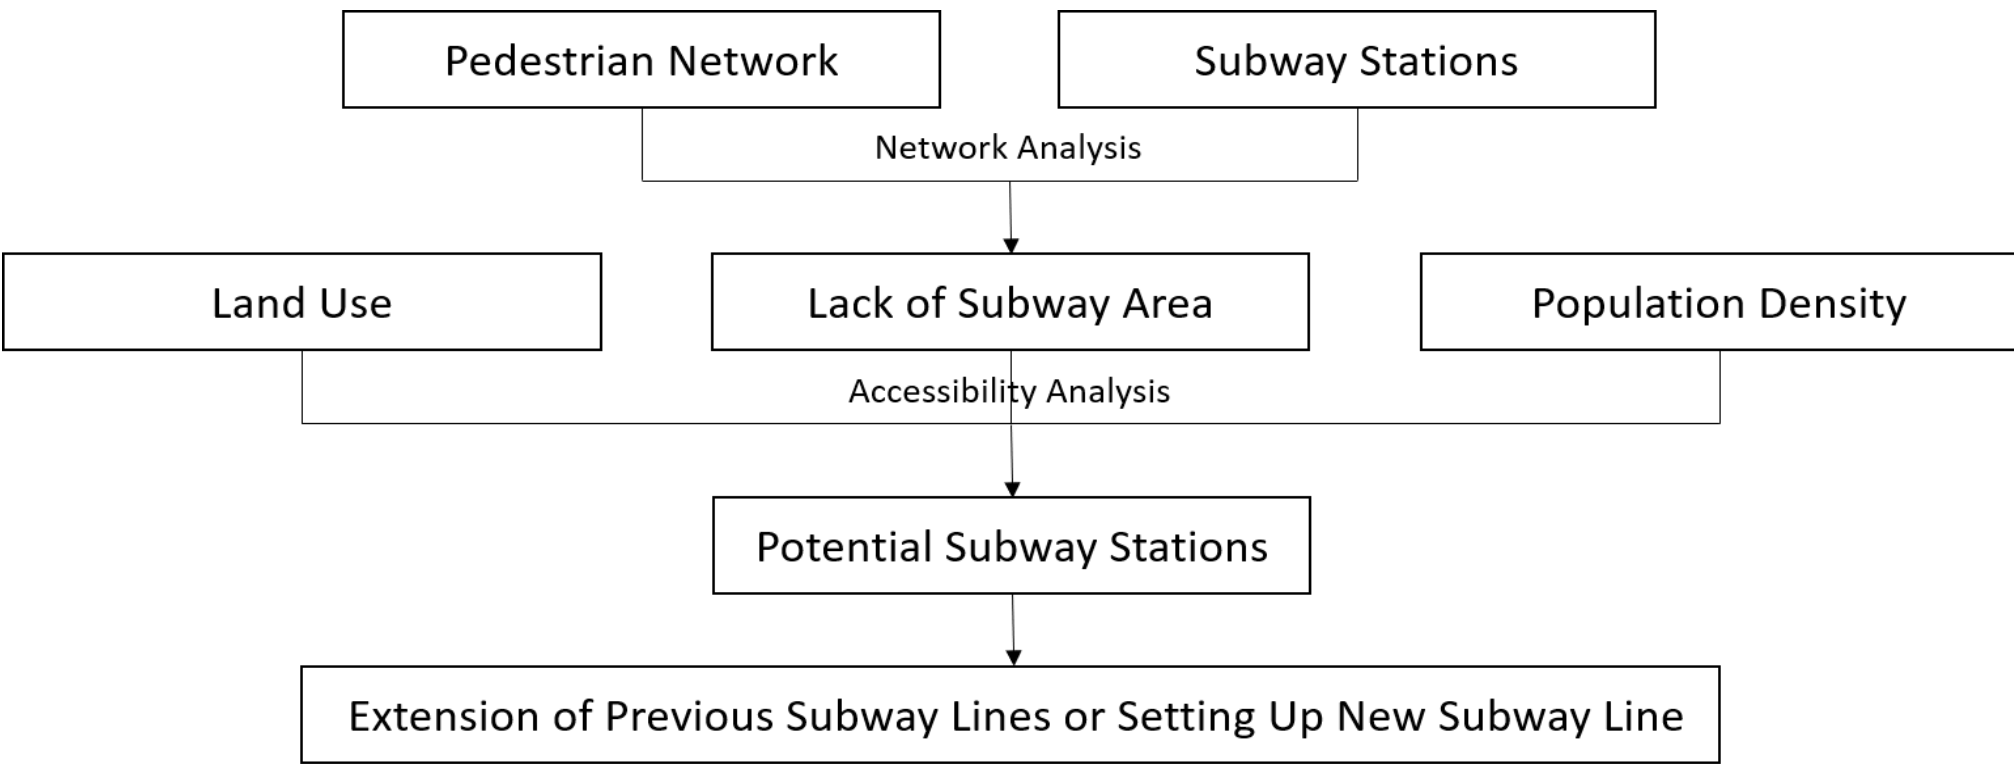 Pedestrian Network
Subway Stations
Network Analysis
Land Use
Lack of Subway Area
Population Density
Accessibility Analysis
Potential Subway Stations
Extension of Previous Subway Lines or Setting Up New Subway Line